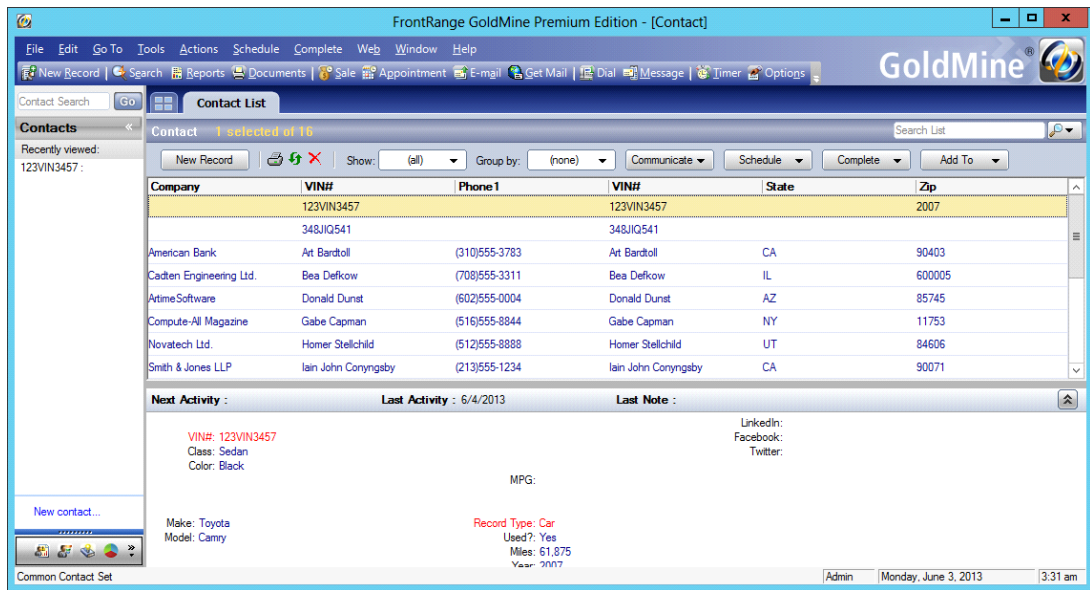 FrontRange GoldMine Premium Edition - [Contact]
File Edit Go To Tools Actions Schedule Complete Web Window Help
New Record Search Reports Documents Sale Appointment E-mail Get Mail Dial Message Timer Options
GoldMine®
Contact Search Go Contact List
Contacts « Contact 1 selected of 16 Search List
Recently viewed:
123VIN3457 :
New Record Show: (all) Group by: (none) Communicate Schedule Complete Add To
Company VIN# Phone1 VIN# State Zip
123VIN3457 123VIN3457 2007
348JIQ541 348JIQ541
American Bank Art Bardtoll (310)555-3783 Art Bardtoll CA 90403
Cadten Engineering Ltd. Bea Defkow (708)555-3311 Bea Defkow IL 600005
ArtimeSoftware Donald Dunst (602)555-0004 Donald Dunst AZ 85745
Compute-All Magazine Gabe Capman (516)555-8844 Gabe Capman NY 11753
Novatech Ltd. Homer Stellchild (512)555-8888 Homer Stellchild UT 84606
Smith & Jones LLP Iain John Conyngsby (213)555-1234 Iain John Conyngsby CA 90071
Next Activity : Last Activity : 6/4/2013 Last Note :
LinkedIn:
VIN#: 123VIN3457 Facebook:
Class: Sedan Twitter:
Color: Black
MPG:
New contact...
Make: Toyota Record Type: Car
Model: Camry Used?: Yes
Miles: 61,875
Year: 2007
Common Contact Set Admin Monday, June 3, 2013 3:31 am